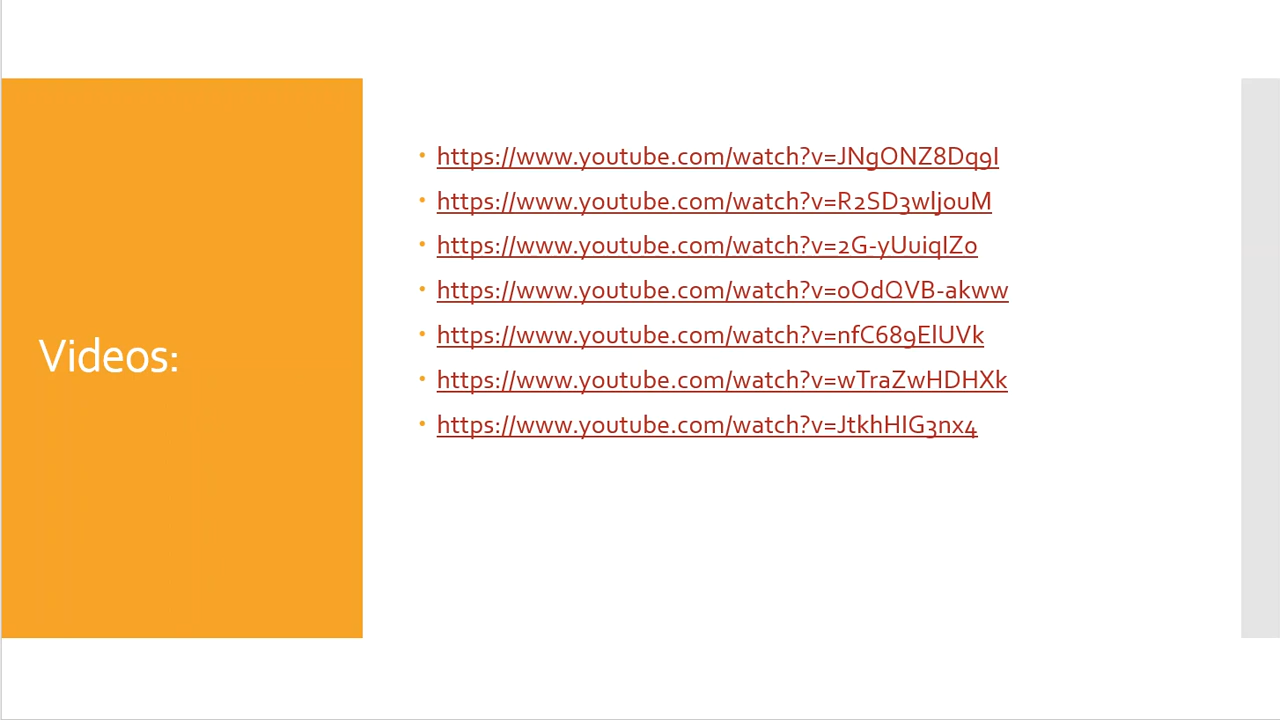 Videos:
https://www.youtube.com/watch?v=JNgONZ8Dq9I
https://www.youtube.com/watch?v=R2SD3wljouM
https://www.youtube.com/watch?v=2G-yUuiqIZo
https://www.youtube.com/watch?v=0OdQVB-akww
https://www.youtube.com/watch?v=nfC689ElUVk
https://www.youtube.com/watch?v=wTraZwHDHXk
https://www.youtube.com/watch?v=JtkhHIG3nx4